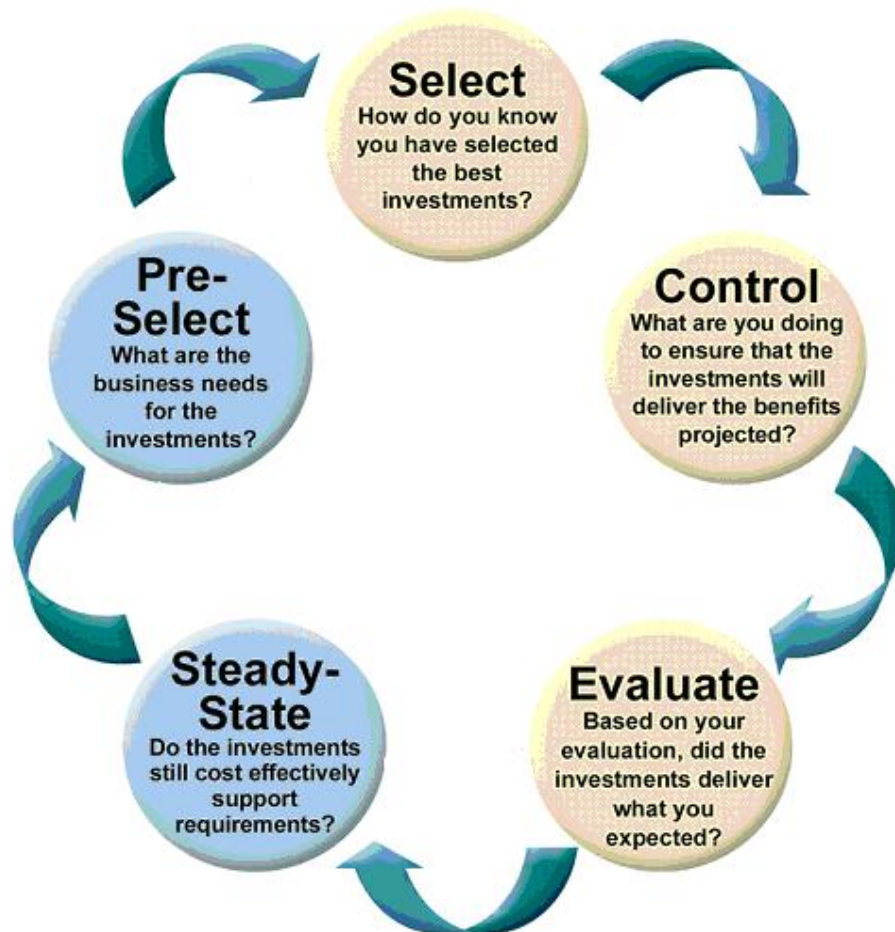 Select
How do you know
you have selected
the best
investments?
Pre-
Select
What are the
business needs
for the
investments?
Control
What are you doing
to ensure that the
investments will
deliver the benefits
projected?
Steady-
State
Do the investments
still cost effectively
support
requirements?
Evaluate
Based on your
evaluation, did the
investments deliver
what you
expected?